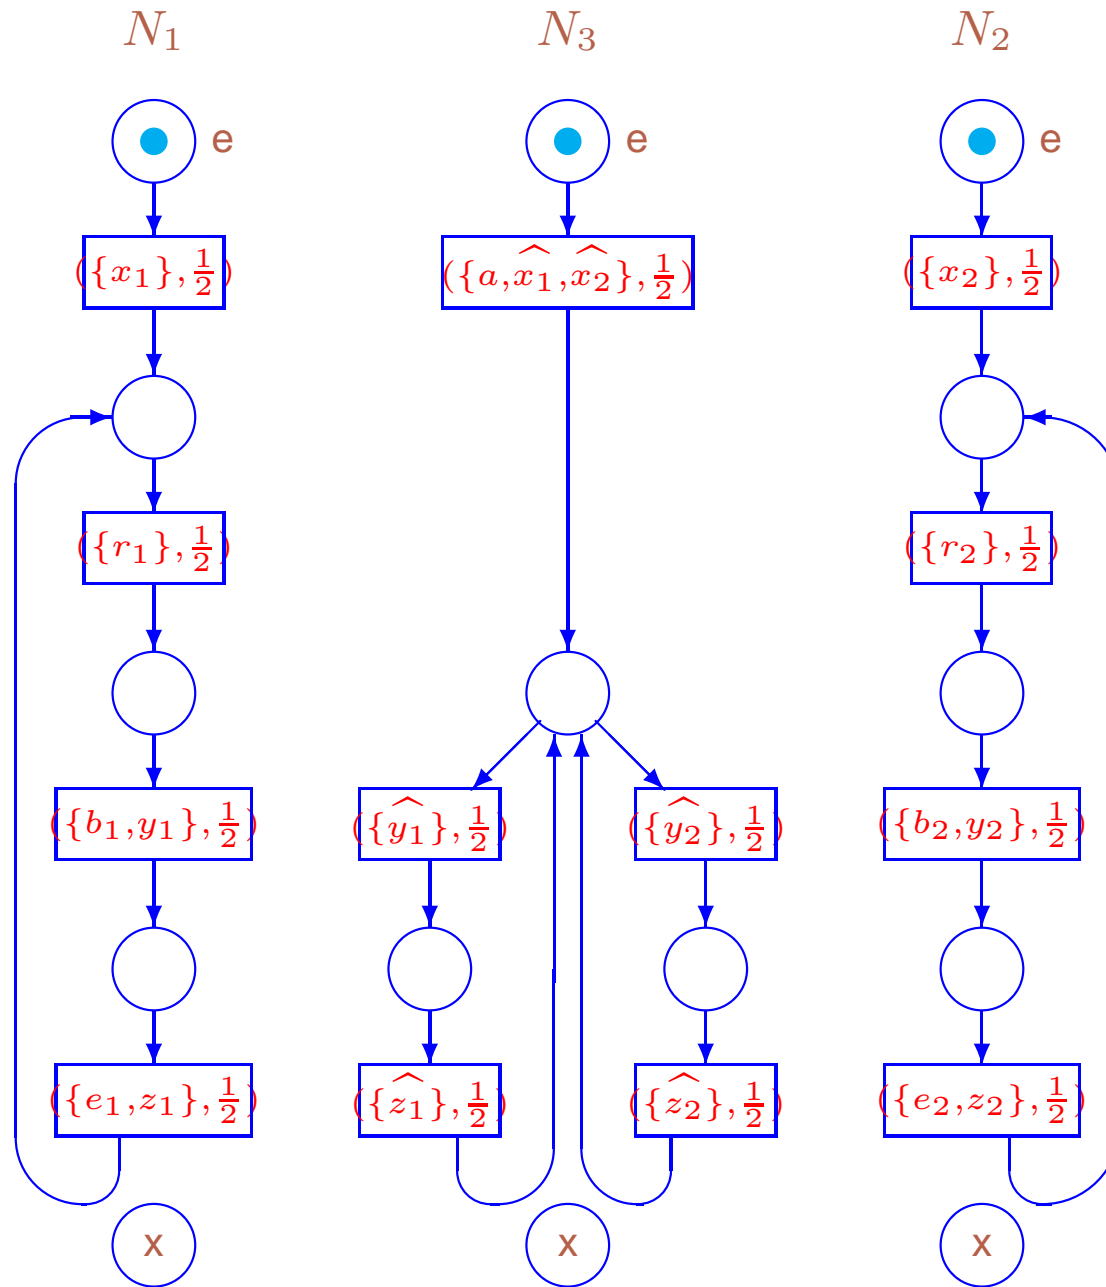 N₁ N₃ N₂
e e e
({x₁}, 1/2) ({a, x̂₁, x̂₂}, 1/2) ({x₂}, 1/2)
({r₁}, 1/2) ({r₂}, 1/2)
({b₁, y₁}, 1/2) ({ŷ₁}, 1/2) ({ŷ₂}, 1/2) ({b₂, y₂}, 1/2)
({e₁, z₁}, 1/2) ({ẑ₁}, 1/2) ({ẑ₂}, 1/2) ({e₂, z₂}, 1/2)
x x x